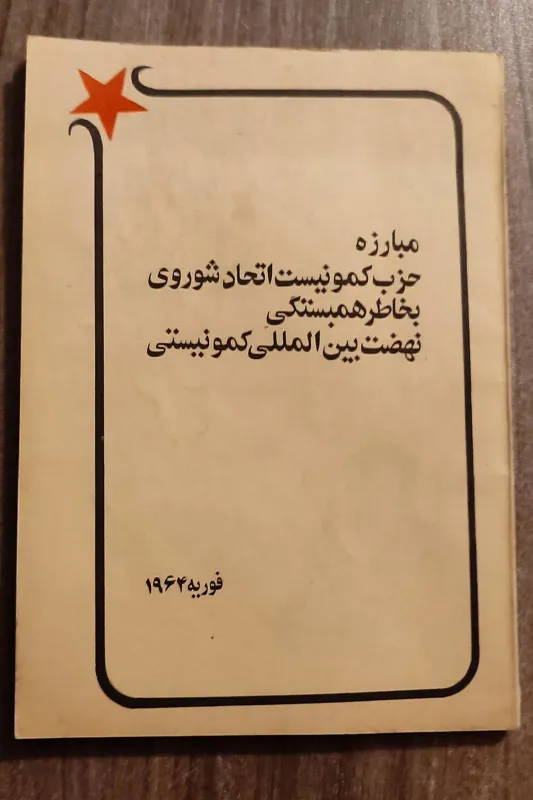 مبارزه
حزب کمونیست اتحاد شوروی
بخاطر همبستگی
نهضت بین المللی کمونیستی
فوریه ۱۹۶۴